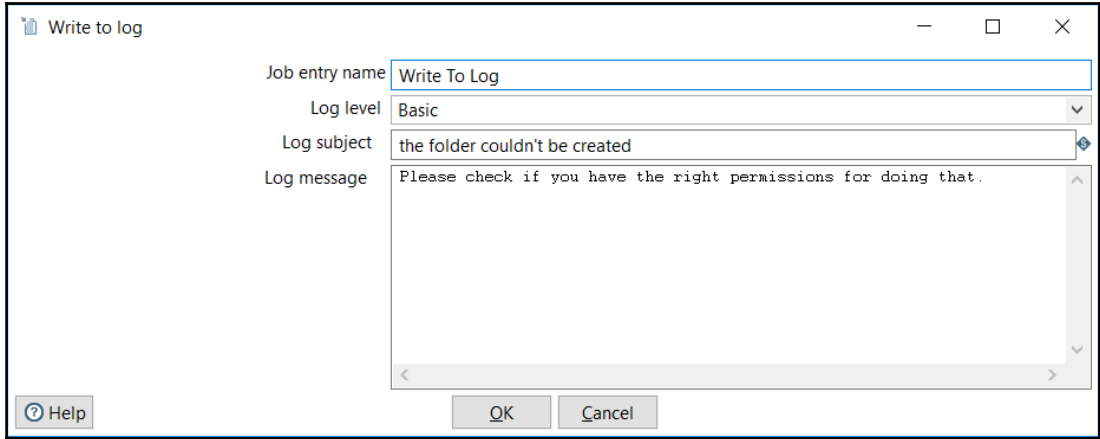 Write to log
Job entry name Write To Log
Log level Basic
Log subject the folder couldn't be created
Log message Please check if you have the right permissions for doing that.
Help OK Cancel